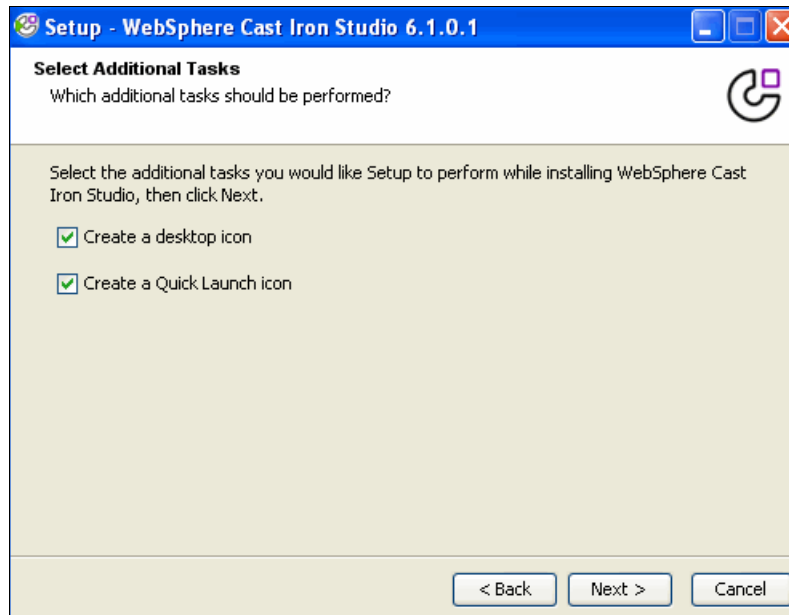 Setup - WebSphere Cast Iron Studio 6.1.0.1
Select Additional Tasks
Which additional tasks should be performed?
Select the additional tasks you would like Setup to perform while installing WebSphere Cast
Iron Studio, then click Next.
Create a desktop icon
Create a Quick Launch icon
< Back
Next >
Cancel